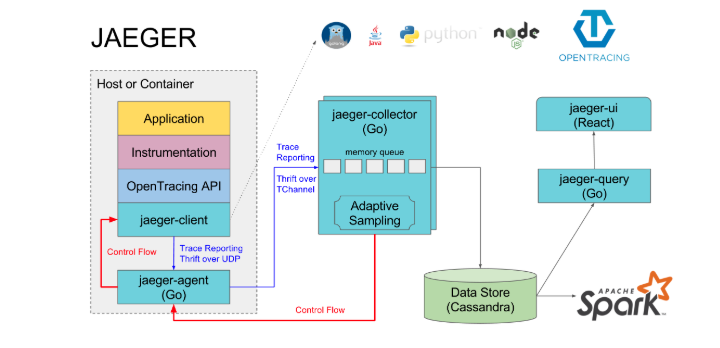 JAEGER
Java
python
node
JS
OPENTRACING
Host or Container
Application
Instrumentation
OpenTracing API
jaeger-client
Control Flow
Trace Reporting
Thrift over UDP
jaeger-agent
(Go)
Trace
Reporting
Thrift over
TChannel
jaeger-collector
(Go)
memory queue
Adaptive
Sampling
Control Flow
Data Store
(Cassandra)
jaeger-ui
(React)
jaeger-query
(Go)
APACHE
Spark